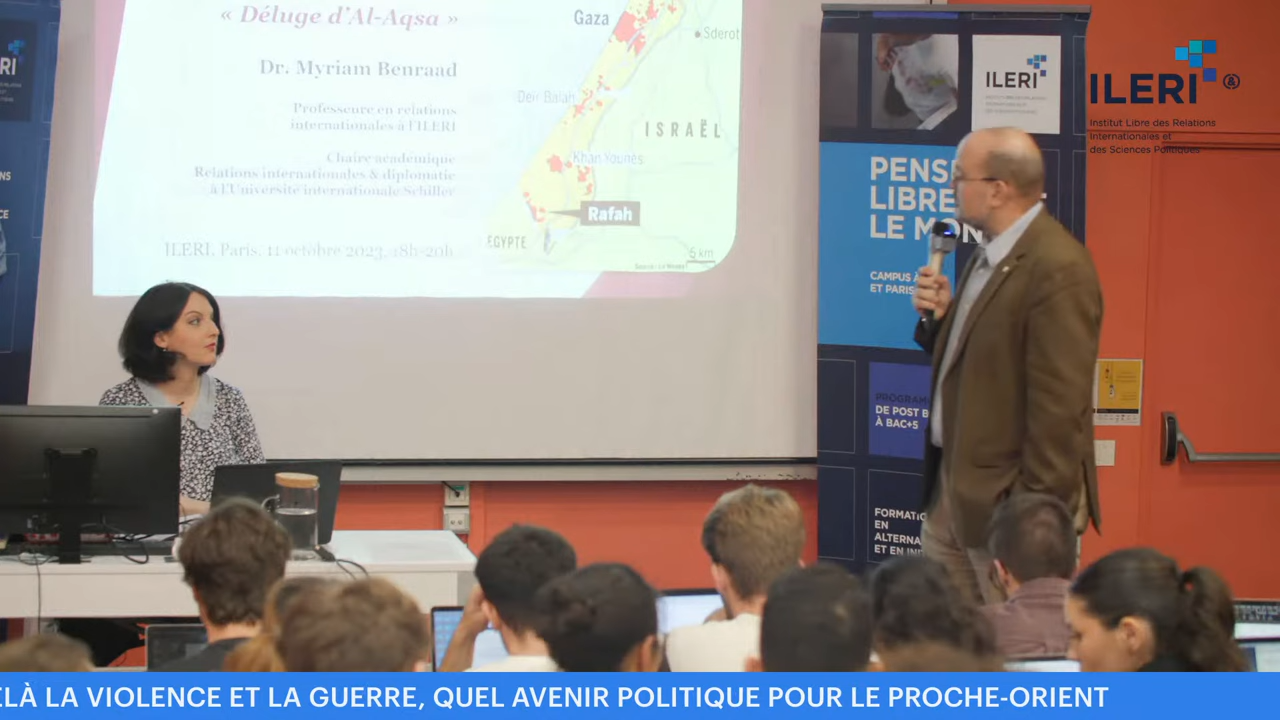 « Déluge d'Al-Aqsa »
Dr. Myriam Benraad
Professeure en relations
internationales à l'ILERI
Chaire académique
Relations internationales & diplomatie
à l'Université internationale Schiller
ILERI, Paris, 11 octobre 2023, 18h-20h
Gaza
Sderot
Deir Balah
ISRAËL
Khan Younès
Rafah
EGYPTE
5 km
RI
ILERI
PENS
LIBRE
LE MON
CAMPUS À
ET PARIS
PROGRAM
DE POST B
À BAC+5
FORMATIO
EN
ALTERNA
ET EN INI
ILERI &
Institut Libre des Relations
Internationales et
des Sciences Politiques
ELÀ LA VIOLENCE ET LA GUERRE, QUEL AVENIR POLITIQUE POUR LE PROCHE-ORIENT